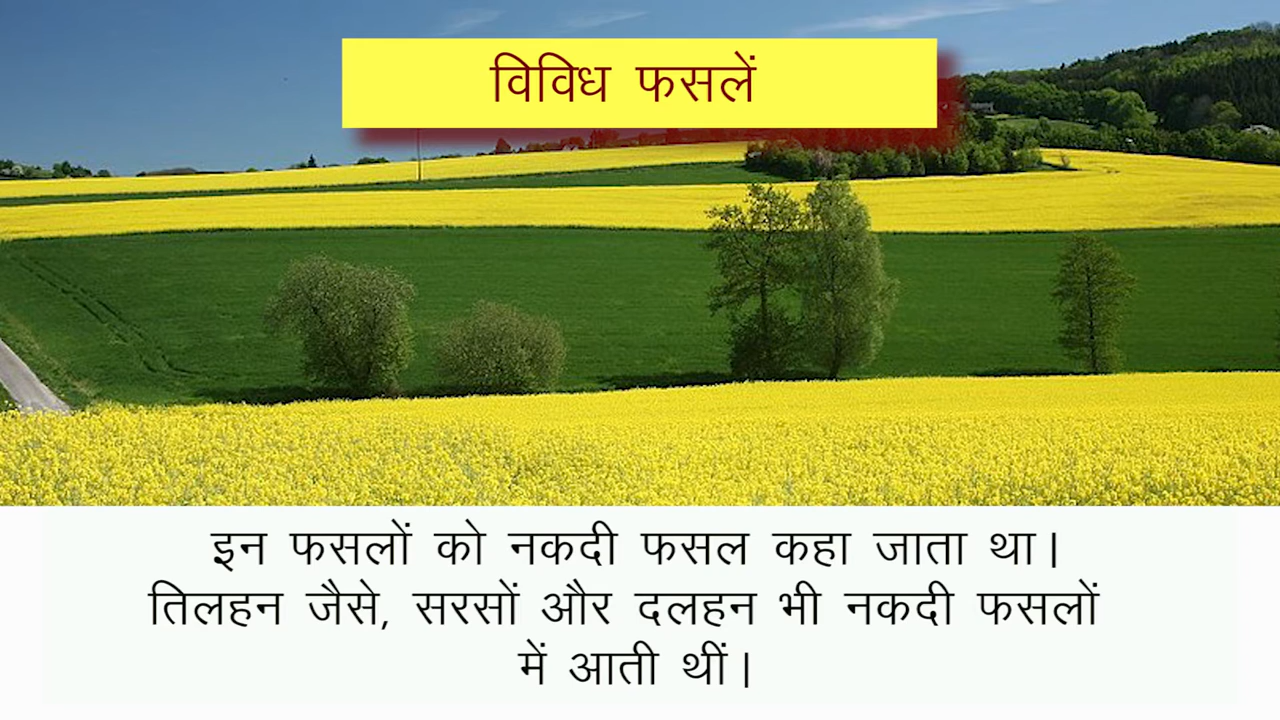 विविध फसलें
इन फसलों को नकदी फसल कहा जाता था।
तिलहन जैसे, सरसों और दलहन भी नकदी फसलों
में आती थीं।